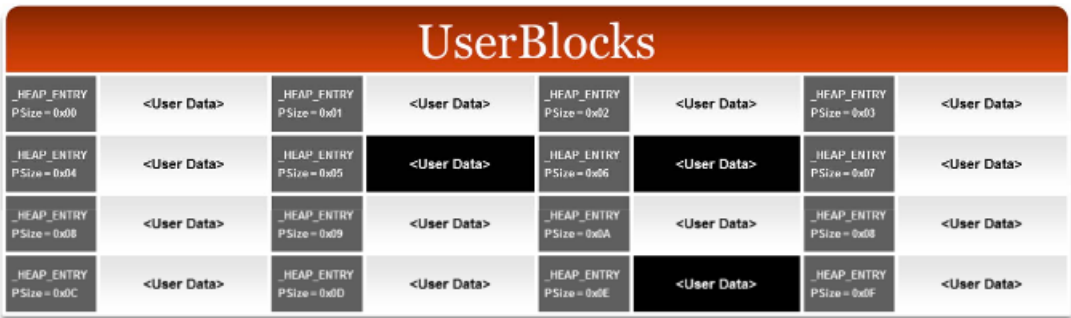 UserBlocks
_HEAP_ENTRY
PSize = 0x00
<User Data>
_HEAP_ENTRY
PSize = 0x01
<User Data>
_HEAP_ENTRY
PSize = 0x02
<User Data>
_HEAP_ENTRY
PSize = 0x03
<User Data>
_HEAP_ENTRY
PSize = 0x04
<User Data>
_HEAP_ENTRY
PSize = 0x05
<User Data>
_HEAP_ENTRY
PSize = 0x06
<User Data>
_HEAP_ENTRY
PSize = 0x07
<User Data>
_HEAP_ENTRY
PSize = 0x08
<User Data>
_HEAP_ENTRY
PSize = 0x09
<User Data>
_HEAP_ENTRY
PSize = 0x0A
<User Data>
_HEAP_ENTRY
PSize = 0x0B
<User Data>
_HEAP_ENTRY
PSize = 0x0C
<User Data>
_HEAP_ENTRY
PSize = 0x0D
<User Data>
_HEAP_ENTRY
PSize = 0x0E
<User Data>
_HEAP_ENTRY
PSize = 0x0F
<User Data>